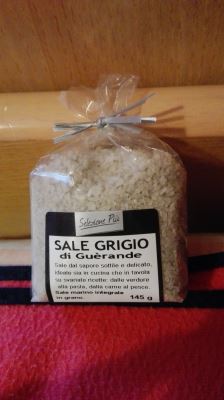 Selezione Più
SALE GRIGIO
di Guèrande
Sale dal sapore sottile e delicato,
ideale sia in cucina che in tavola
su svariate ricette: dalle verdure
alla pasta, dalla carne al pesce.
Sale marino integrale
in grani. 145 g